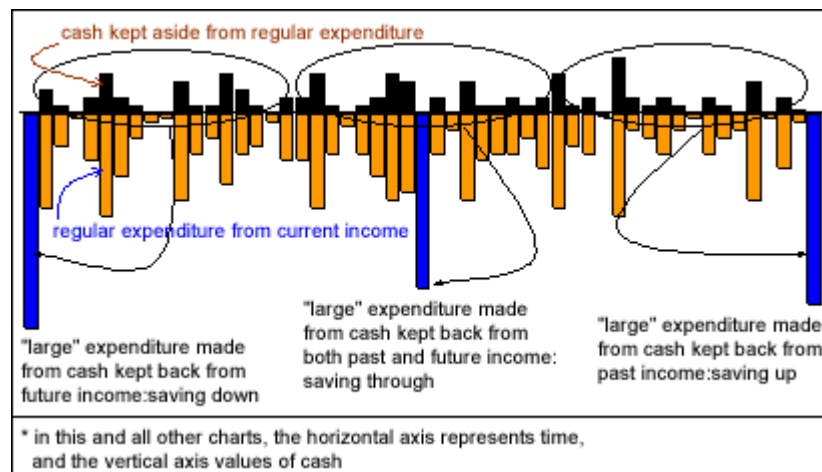 cash kept aside from regular expenditure
regular expenditure from current income
"large" expenditure made
from cash kept back from
future income:saving down
"large" expenditure made
from cash kept back from
both past and future income:
saving through
"large" expenditure made
from cash kept back from
past income:saving up
* in this and all other charts, the horizontal axis represents time,
and the vertical axis values of cash